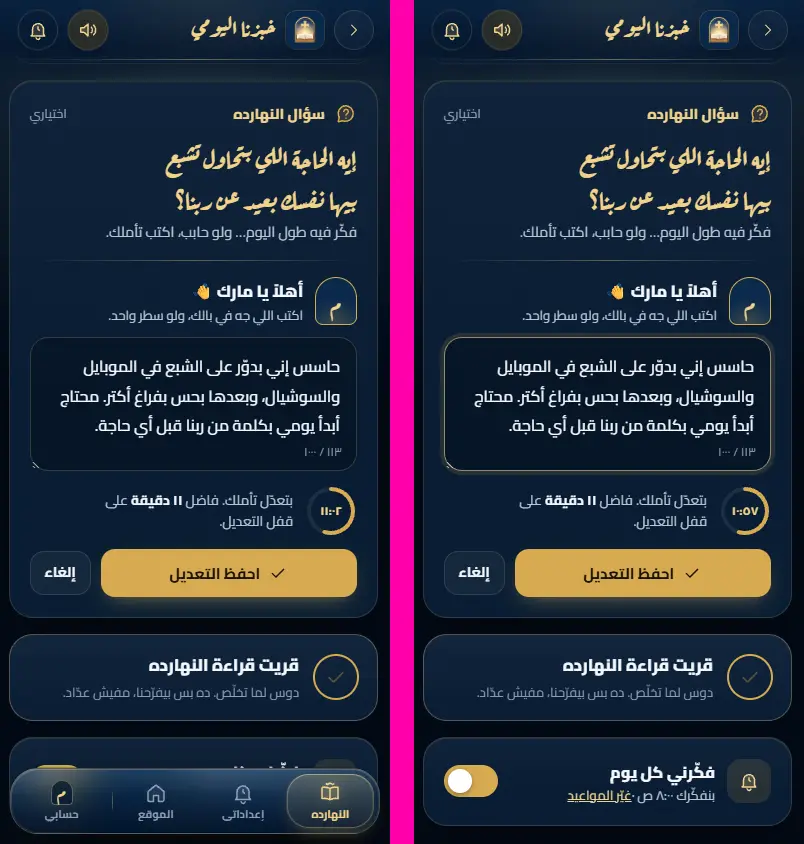 خبزنا اليومي
سؤال النهارده
اختياري
إيه الحاجة اللي بتحاول تشبع
بيها نفسك بعيد عن ربنا؟
فكّر فيه طول اليوم... ولو حابب، اكتب تأملك.
م
أهلاً يا مارك 👋
اكتب اللي جه في بالك، ولو سطر واحد.
حاسس إني بدوّر على الشبع في الموبايل
والسوشيال، وبعدها بحس بفراغ أكتر. محتاج
أبدأ يومي بكلمة من ربنا قبل أي حاجة.
١١٣ / ١٠٠٠
١١:٠٢
بتعدّل تأملك. فاضل ١١ دقيقة على
قفل التعديل.
احفظ التعديل
إلغاء
قريت قراءة النهارده
دوس لما تخلّص. ده بس بيفرّحنا، مفيش عدّاد.
النهارده
إعداداتى
الموقع
م
حسابي
خبزنا اليومي
سؤال النهارده
اختياري
إيه الحاجة اللي بتحاول تشبع
بيها نفسك بعيد عن ربنا؟
فكّر فيه طول اليوم... ولو حابب، اكتب تأملك.
م
أهلاً يا مارك 👋
اكتب اللي جه في بالك، ولو سطر واحد.
حاسس إني بدوّر على الشبع في الموبايل
والسوشيال، وبعدها بحس بفراغ أكتر. محتاج
أبدأ يومي بكلمة من ربنا قبل أي حاجة.
١١٣ / ١٠٠٠
١٠:٥٧
بتعدّل تأملك. فاضل ١١ دقيقة على
قفل التعديل.
احفظ التعديل
إلغاء
قريت قراءة النهارده
دوس لما تخلّص. ده بس بيفرّحنا، مفيش عدّاد.
فكّرني كل يوم
بنفكّرك ٨:٠٠ ص · غيّر المواعيد